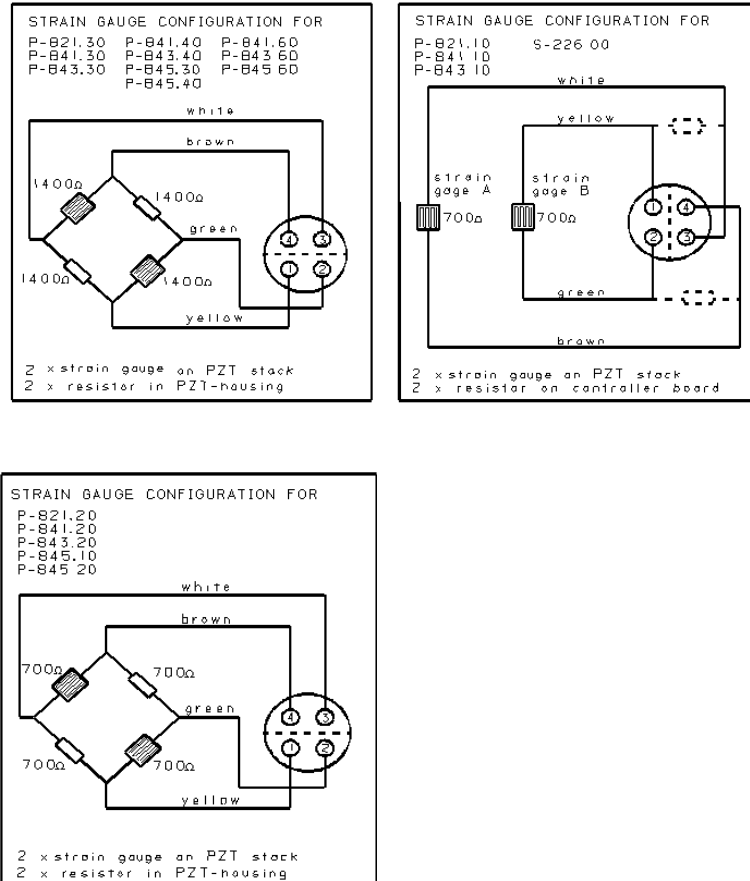 STRAIN GAUGE CONFIGURATION FOR
P-821.30 P-841.40 P-841.60
P-841.30 P-843.40 P-843 60
P-843.30 P-845.30 P-845 60
P-845.40
white
brown
1400Ω
1400Ω
green
4 3
1 2
1400Ω
1400Ω
yellow
2 x strain gauge on PZT stack
2 x resistor in PZT-housing
STRAIN GAUGE CONFIGURATION FOR
P-821.10 S-226 00
P-841 10
P-843 10
white
yellow
strain
gage A
strain
gage B
700Ω
700Ω
1 4
2 3
green
brown
2 x strain gauge on PZT stack
2 x resistor on controller board
STRAIN GAUGE CONFIGURATION FOR
P-821.20
P-841.20
P-843 20
P-845.10
P-845 20
white
brown
700Ω
700Ω
green
4 3
1 2
700Ω
700Ω
yellow
2 x strain gauge on PZT stack
2 x resistor in PZT-housing